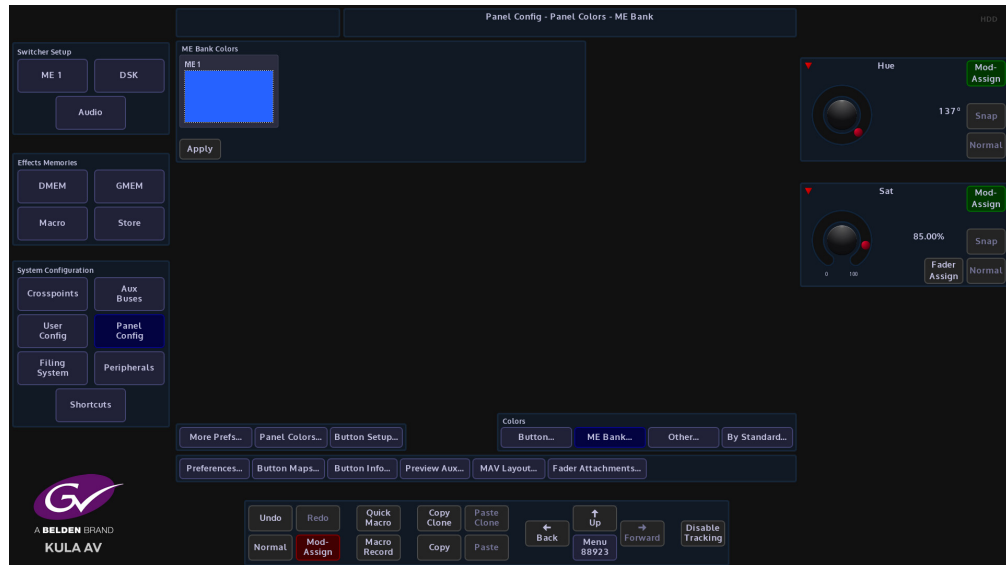 Panel Config - Panel Colors - ME Bank
HDD
Switcher Setup
ME 1
DSK
Audio
ME Bank Colors
ME 1
Apply
Hue
Mod-
Assign
137°
Snap
Normal
Effects Memories
DMEM
GMEM
Macro
Store
Sat
Mod-
Assign
85.00%
Snap
0
100
Fader
Assign
Normal
System Configuration
Crosspoints
Aux
Buses
User
Config
Panel
Config
Filing
System
Peripherals
Shortcuts
Colors
More Prefs...
Panel Colors...
Button Setup...
Button...
ME Bank...
Other...
By Standard...
Preferences...
Button Maps...
Button Info...
Preview Aux...
MAV Layout...
Fader Attachments...
GV
A BELDEN BRAND
KULA AV
Undo
Redo
Quick
Macro
Copy
Clone
Paste
Clone
Back
Up
Forward
Disable
Tracking
Normal
Mod-
Assign
Macro
Record
Copy
Paste
Menu
88923